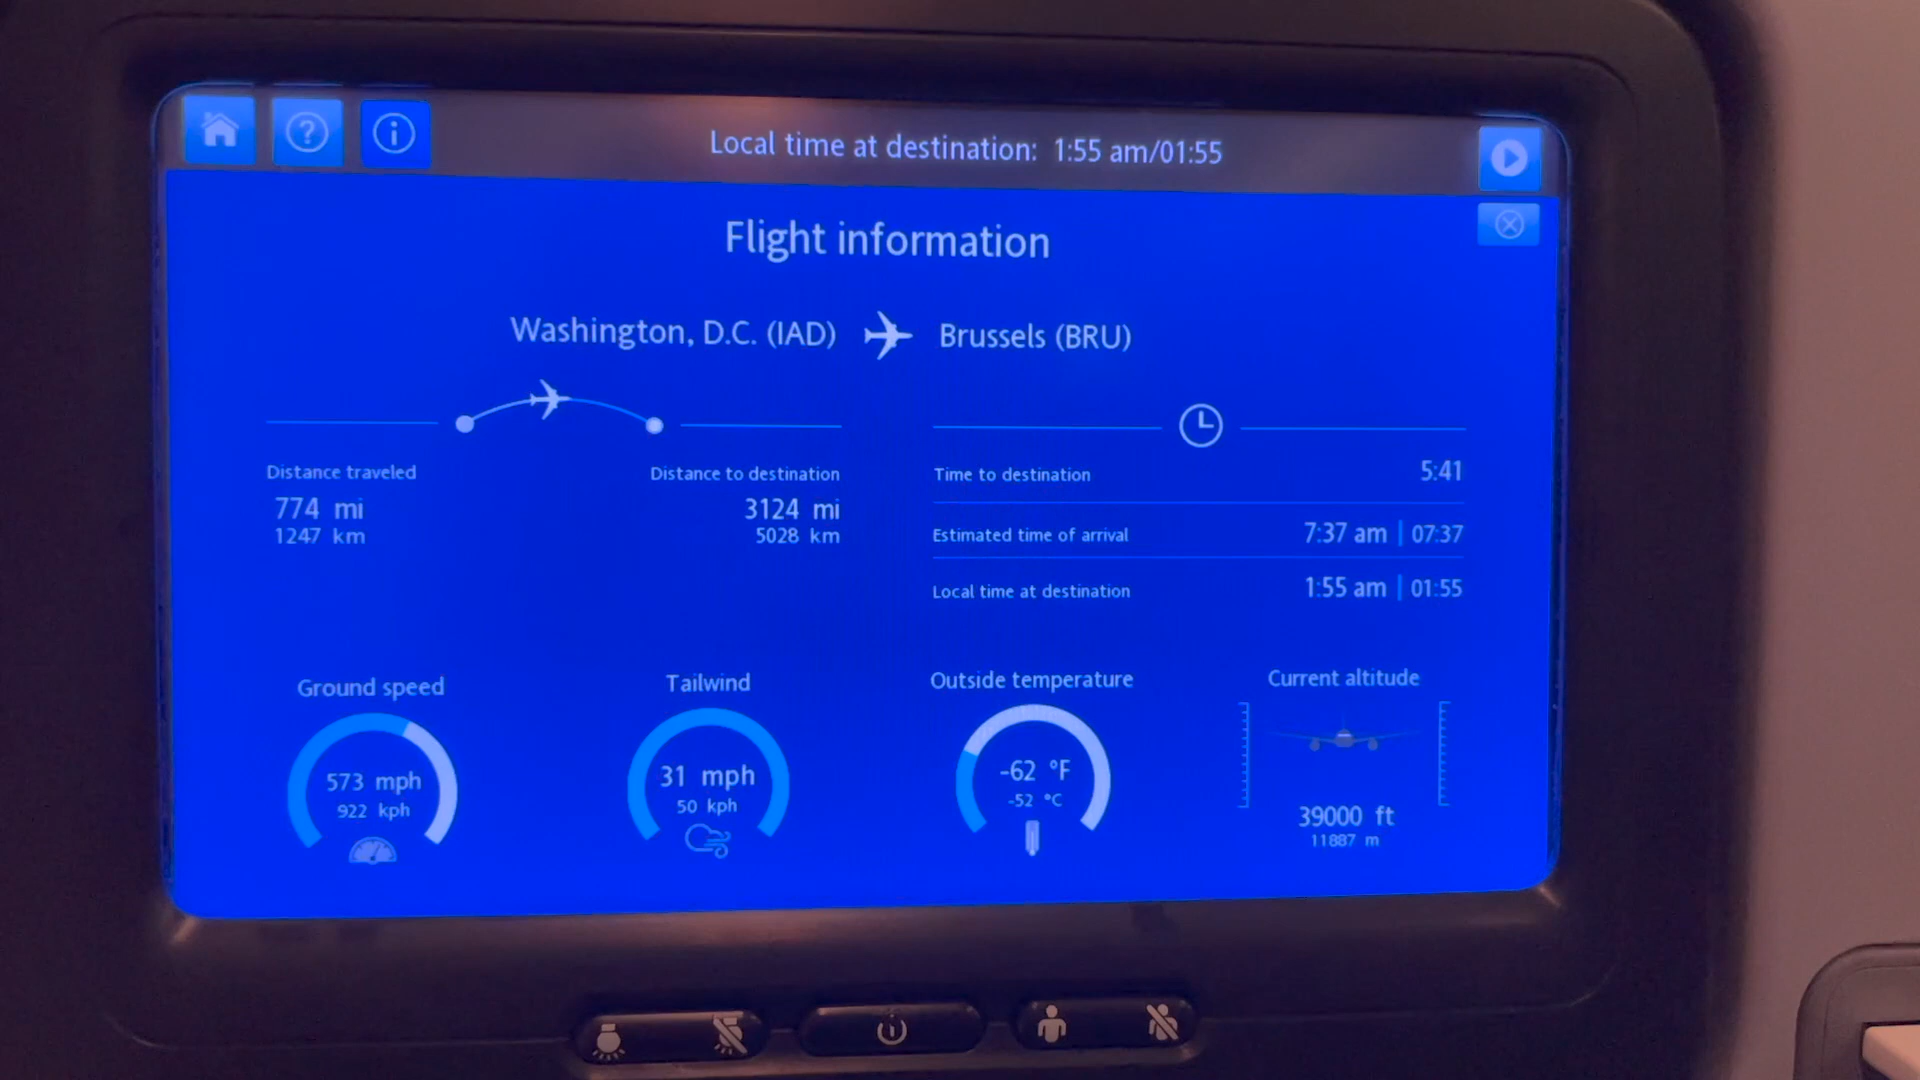 Local time at destination: 1:55 am/01:55
Flight information
Washington, D.C. (IAD) Brussels (BRU)
Distance traveled
774 mi
1247 km
Distance to destination
3124 mi
5028 km
Time to destination 5:41
Estimated time of arrival 7:37 am | 07:37
Local time at destination 1:55 am | 01:55
Ground speed
573 mph
922 kph
Tailwind
31 mph
50 kph
Outside temperature
-62 °F
-52 °C
Current altitude
39000 ft
11887 m